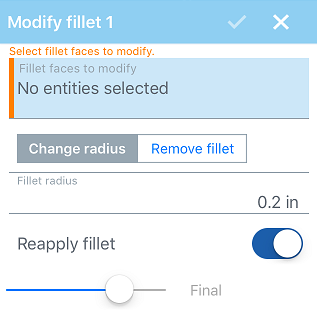 Modify fillet 1
Select fillet faces to modify.
Fillet faces to modify
No entities selected
Change radius Remove fillet
Fillet radius
0.2 in
Reapply fillet
Final